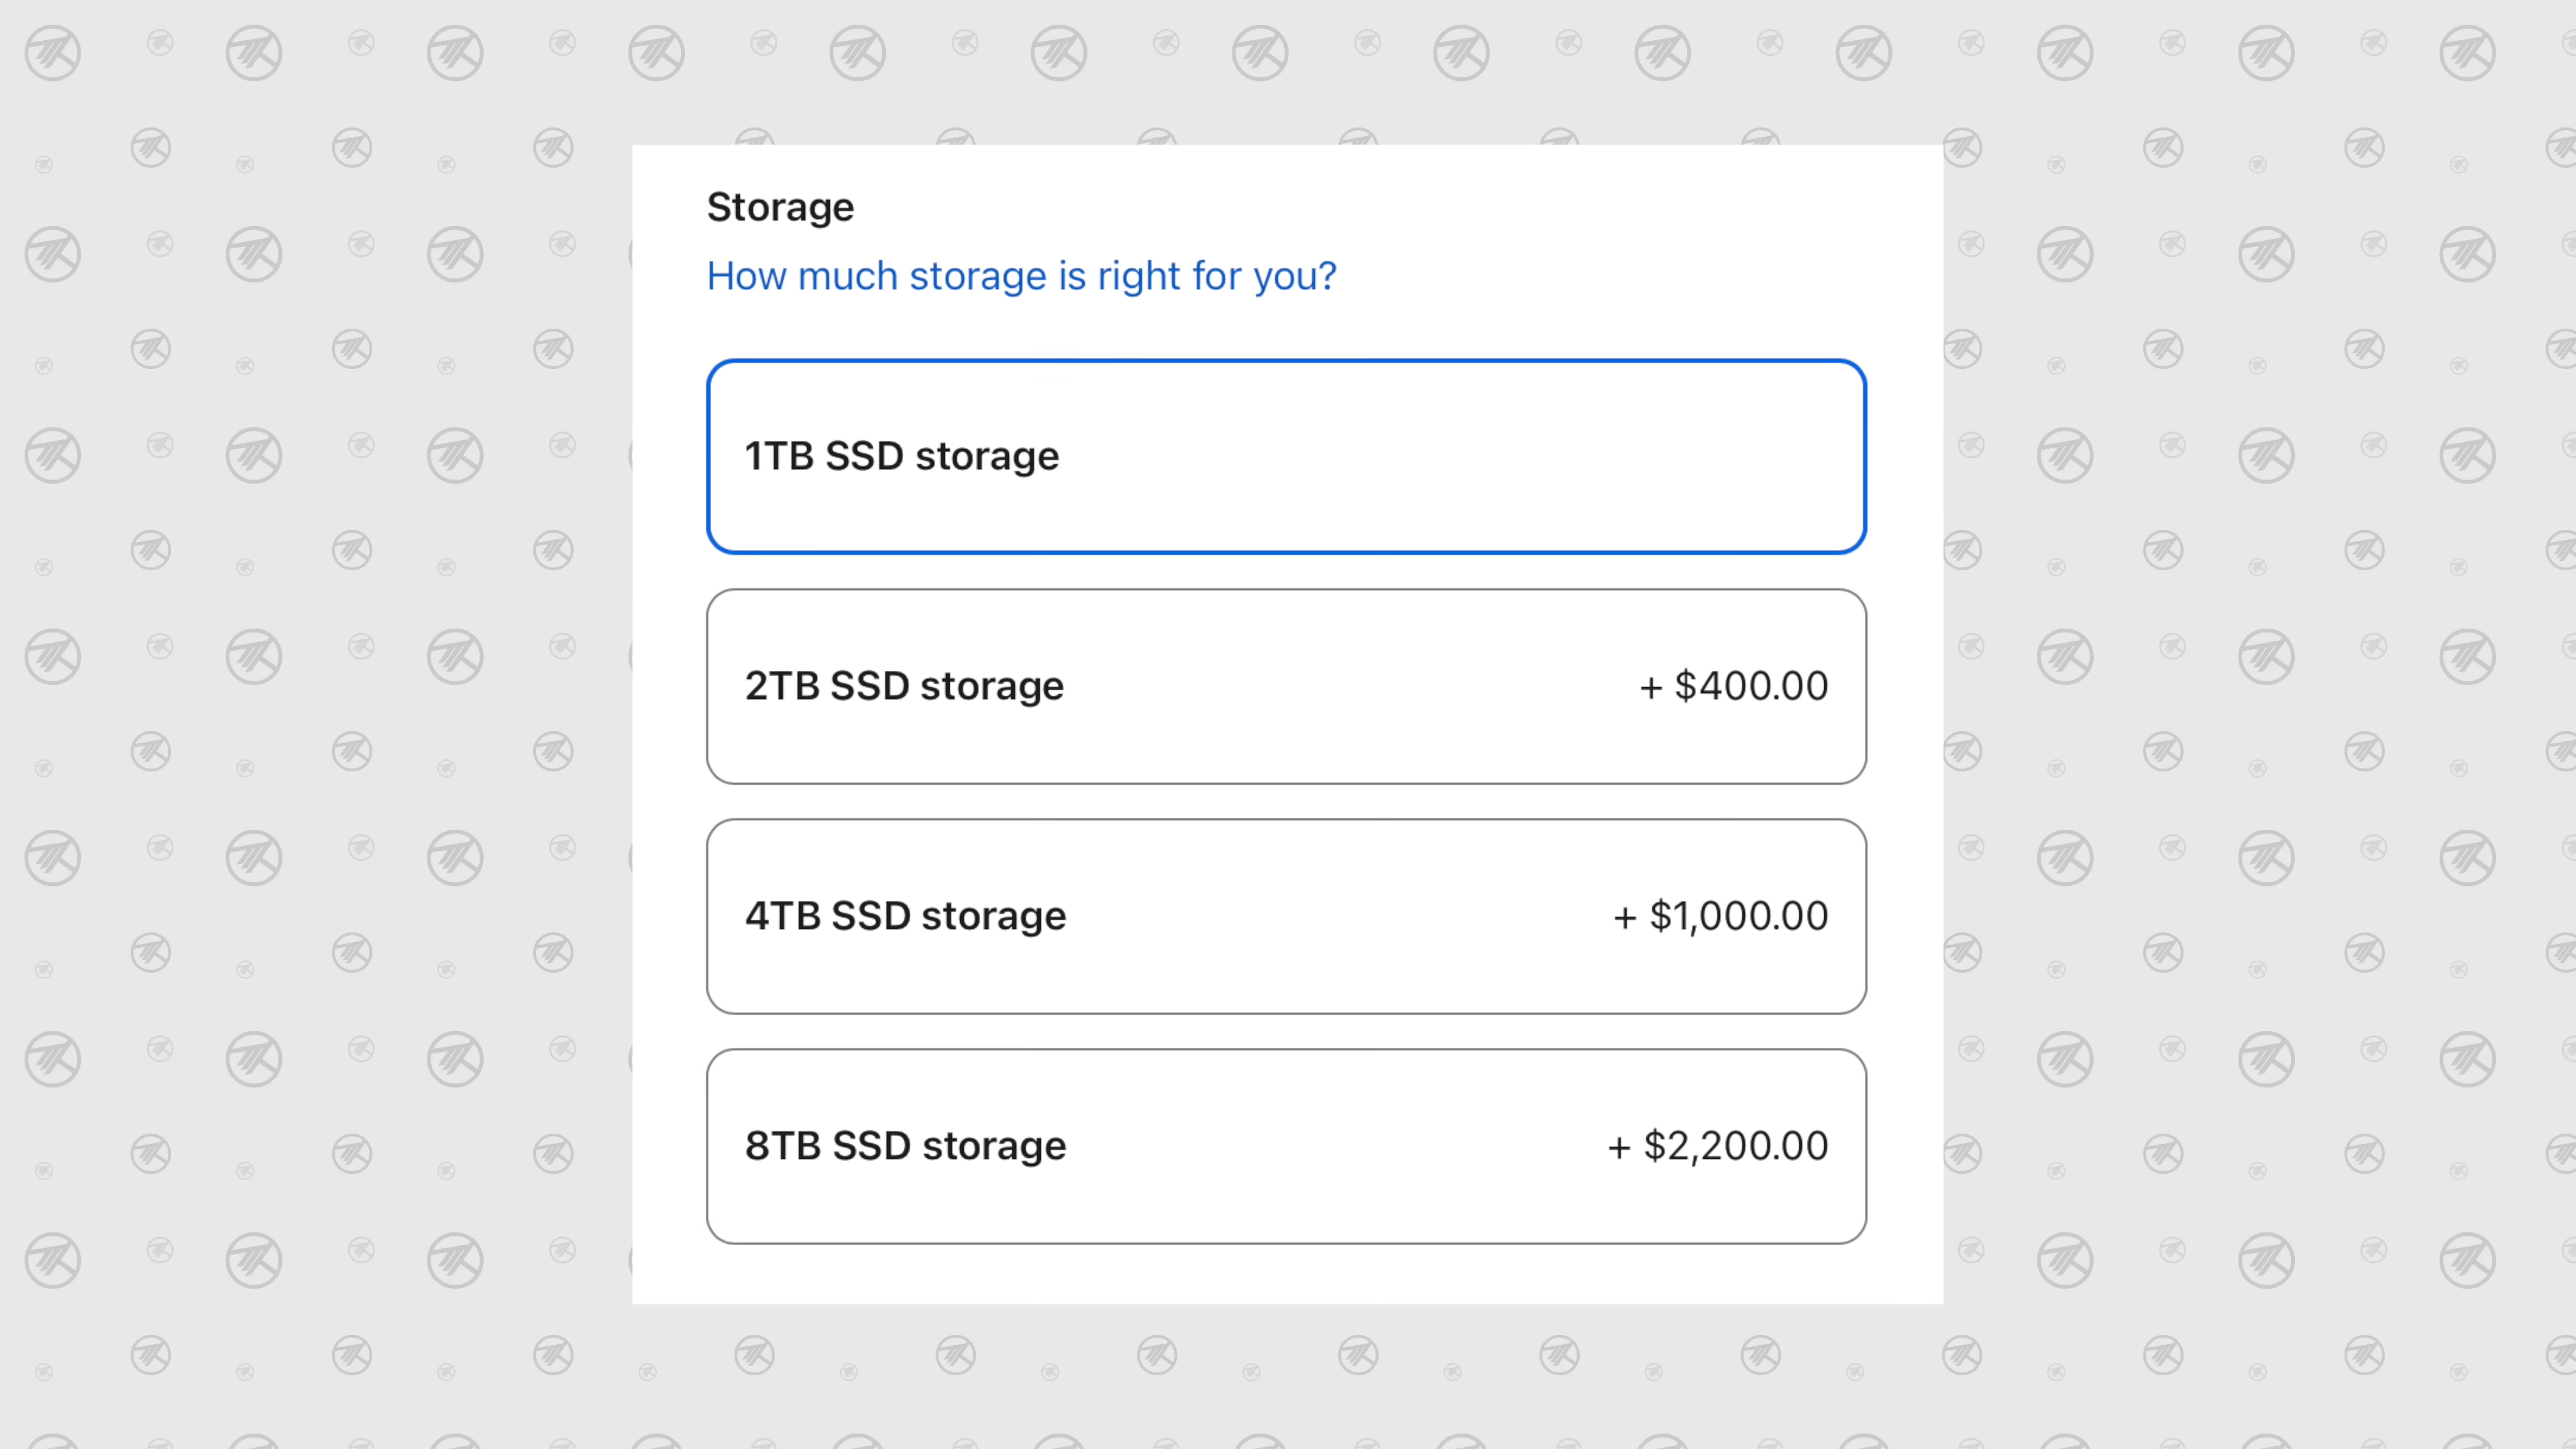 Storage
How much storage is right for you?
1TB SSD storage
2TB SSD storage + $400.00
4TB SSD storage + $1,000.00
8TB SSD storage + $2,200.00